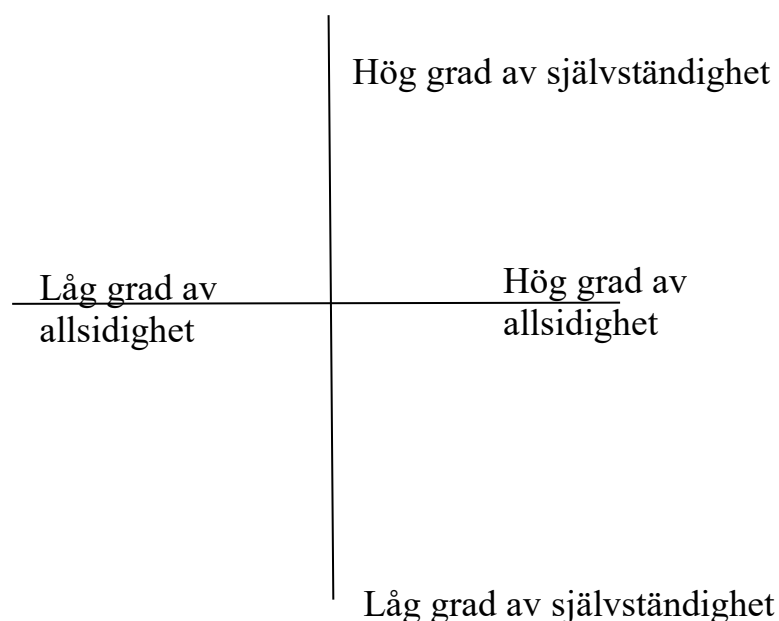 Hög grad av självständighet
Låg grad av
allsidighet
Hög grad av
allsidighet
Låg grad av självständighet